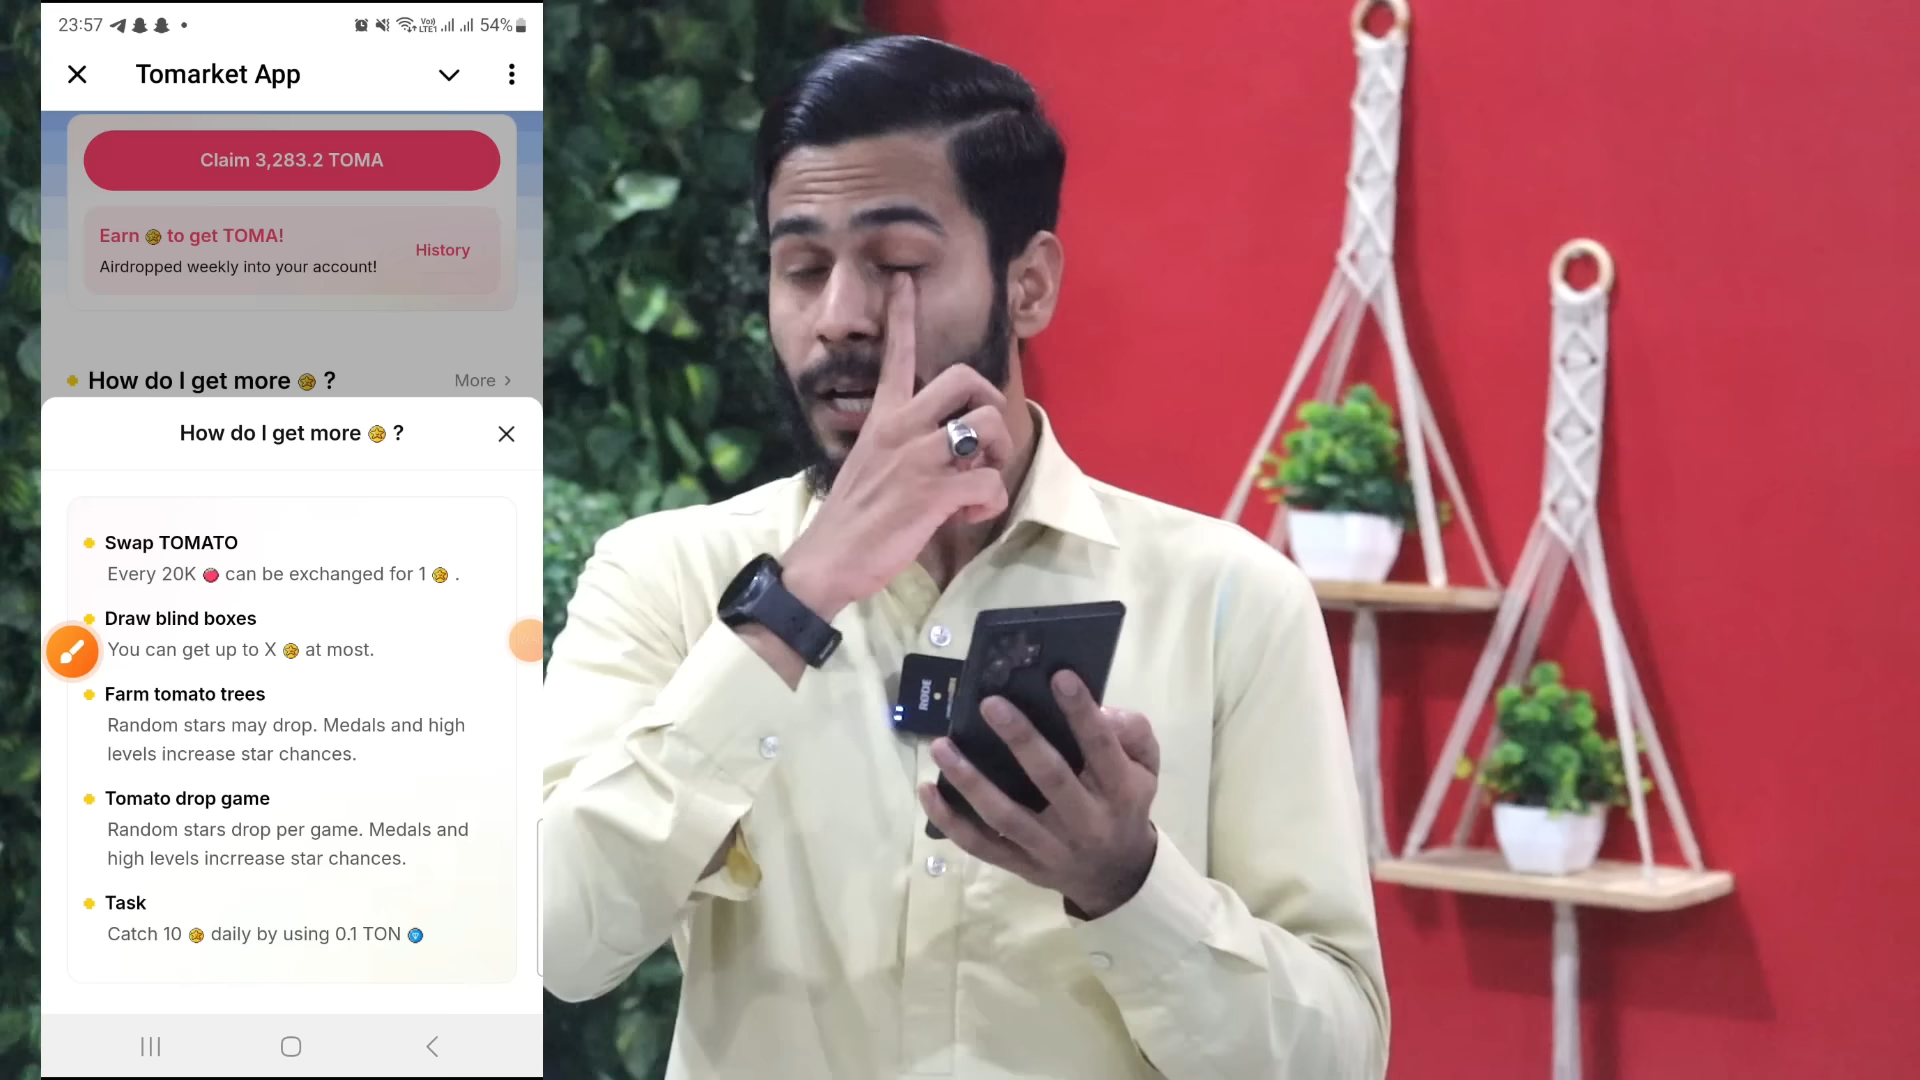 23:57
Vo))
LTE1
54%
Tomarket App
Claim 3,283.2 TOMA
Earn to get TOMA!
Airdropped weekly into your account!
History
How do I get more ?
More >
How do I get more ?
Swap TOMATO
Every 20K can be exchanged for 1 .
Draw blind boxes
You can get up to X at most.
Farm tomato trees
Random stars may drop. Medals and high
levels increase star chances.
Tomato drop game
Random stars drop per game. Medals and
high levels incrrease star chances.
Task
Catch 10 daily by using 0.1 TON
RODE